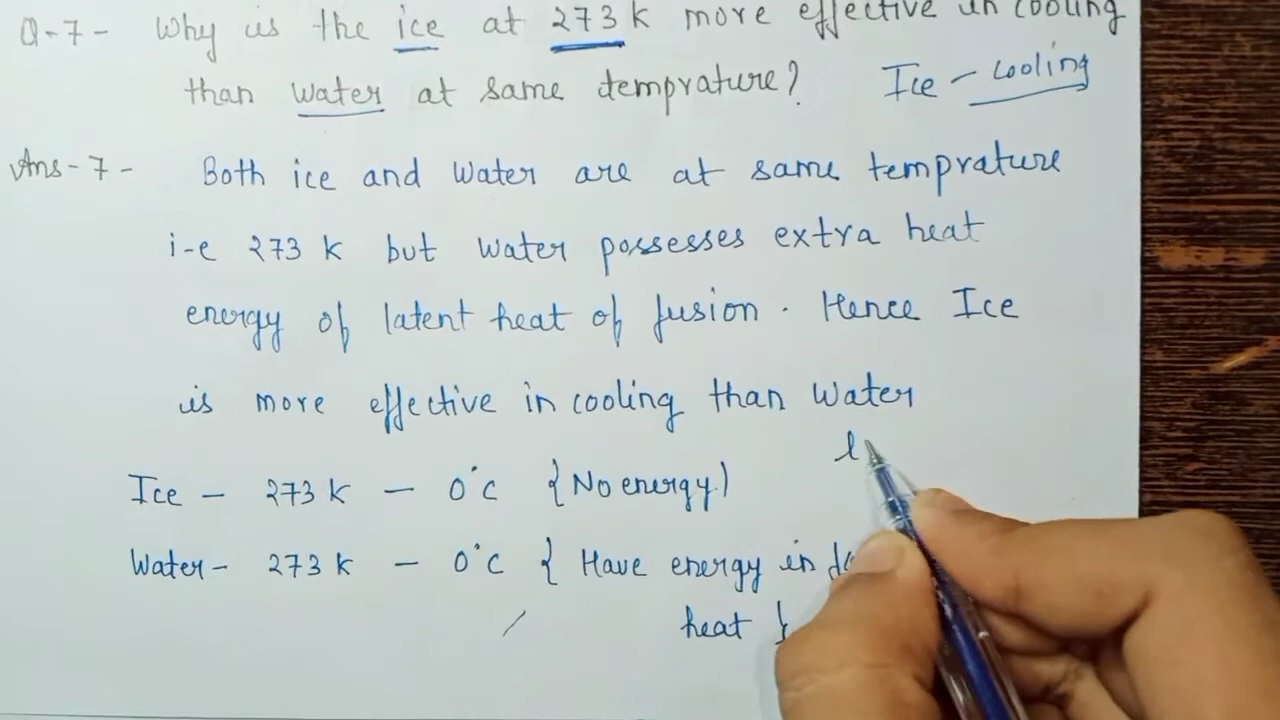 Q-7- Why is the ice at 273 k more effective in cooling
than water at same temprature?
Ice - cooling
Ans-7- Both ice and water are at same temprature
i-e 273 k but water possesses extra heat
energy of latent heat of fusion. Hence Ice
is more effective in cooling than water
l
Ice - 273 k - 0°C {No energy}
Water - 273 k - 0°C { Have energy in
heat }